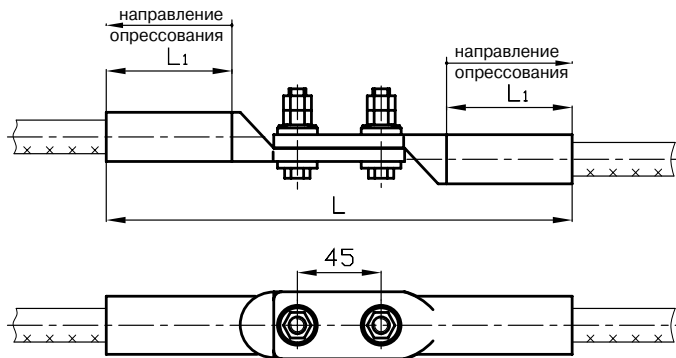 направление
опрессования
L1
направление
опрессования
L1
L
45